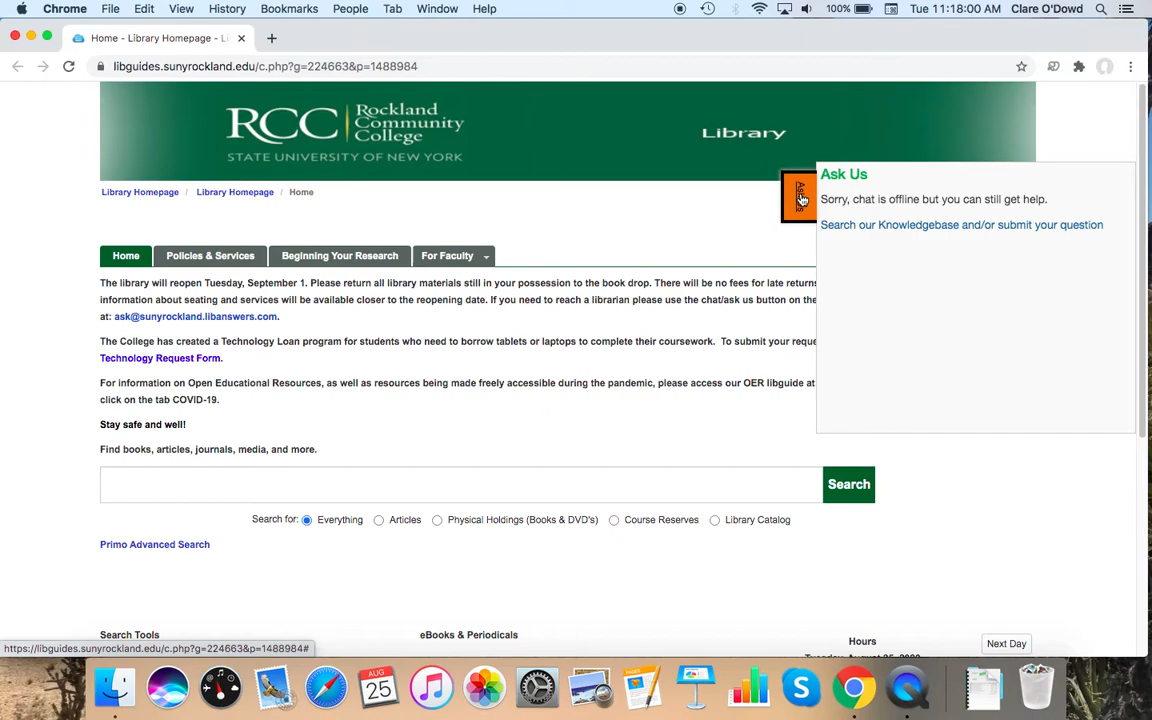 Chrome File Edit View History Bookmarks People Tab Window Help 100% Tue 11:18:00 AM Clare O'Dowd
Home - Library Homepage - Li
libguides.sunyrockland.edu/c.php?g=224663&p=1488984
RCC Rockland Community College
STATE UNIVERSITY OF NEW YORK
Library
Library Homepage / Library Homepage / Home
Ask Us
Ask Us
Sorry, chat is offline but you can still get help.
Search our Knowledgebase and/or submit your question
Home Policies & Services Beginning Your Research For Faculty
The library will reopen Tuesday, September 1. Please return all library materials still in your possession to the book drop. There will be no fees for late returns
information about seating and services will be available closer to the reopening date. If you need to reach a librarian please use the chat/ask us button on the
at: ask@sunyrockland.libanswers.com.
The College has created a Technology Loan program for students who need to borrow tablets or laptops to complete their coursework. To submit your reque
Technology Request Form.
For information on Open Educational Resources, as well as resources being made freely accessible during the pandemic, please access our OER libguide at
click on the tab COVID-19.
Stay safe and well!
Find books, articles, journals, media, and more.
Search
Search for: Everything Articles Physical Holdings (Books & DVD's) Course Reserves Library Catalog
Primo Advanced Search
Search Tools eBooks & Periodicals Hours Next Day
https://libguides.sunyrockland.edu/c.php?g=224663&p=1488984#
AUG
25